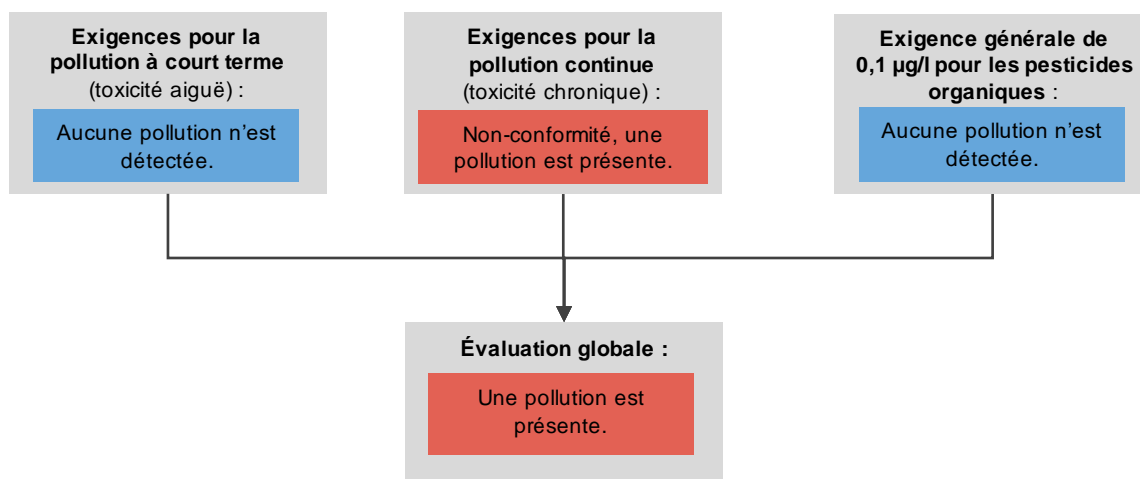 Exigences pour la
pollution à court terme
(toxicité aiguë) :
Aucune pollution n’est
détectée.
Exigences pour la
pollution continue
(toxicité chronique) :
Non-conformité, une
pollution est présente.
Exigence générale de
0,1 µg/l pour les pesticides
organiques :
Aucune pollution n’est
détectée.
Évaluation globale :
Une pollution est
présente.